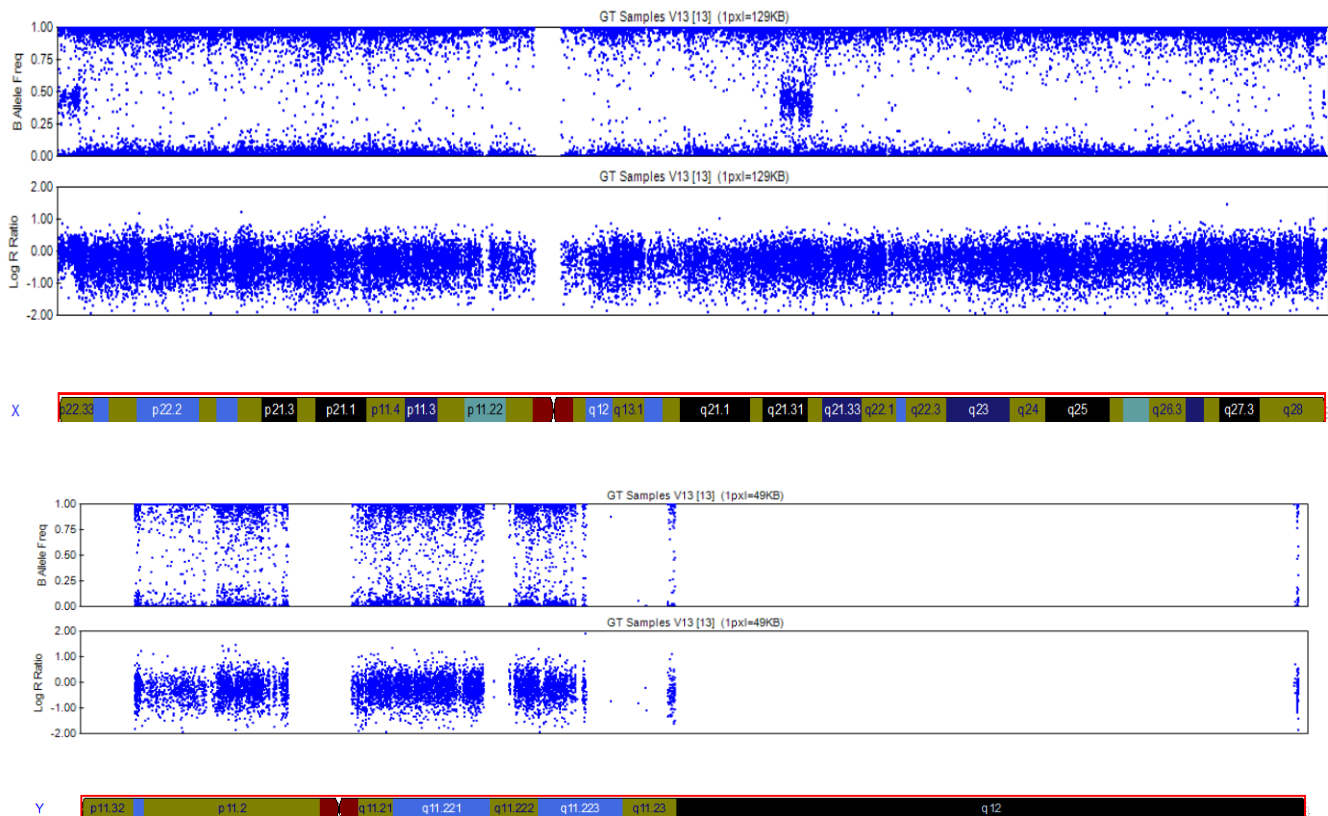 GT Samples V13 [13] (1pxl=129KB)
B Allele Freq
1.00
0.75
0.50
0.25
0.00
GT Samples V13 [13] (1pxl=129KB)
Log R Ratio
2.00
1.00
0.00
-1.00
-2.00
X p22.33 p22.2 p21.3 p21.1 p11.4 p11.3 p11.22 q12 q13.1 q21.1 q21.31 q21.33 q22.1 q22.3 q23 q24 q25 q26.3 q27.3 q28
GT Samples V13 [13] (1pxl=49KB)
B Allele Freq
1.00
0.75
0.50
0.25
0.00
GT Samples V13 [13] (1pxl=49KB)
Log R Ratio
2.00
1.00
0.00
-1.00
-2.00
Y p11.32 p11.2 q11.21 q11.221 q11.222 q11.223 q11.23 q12